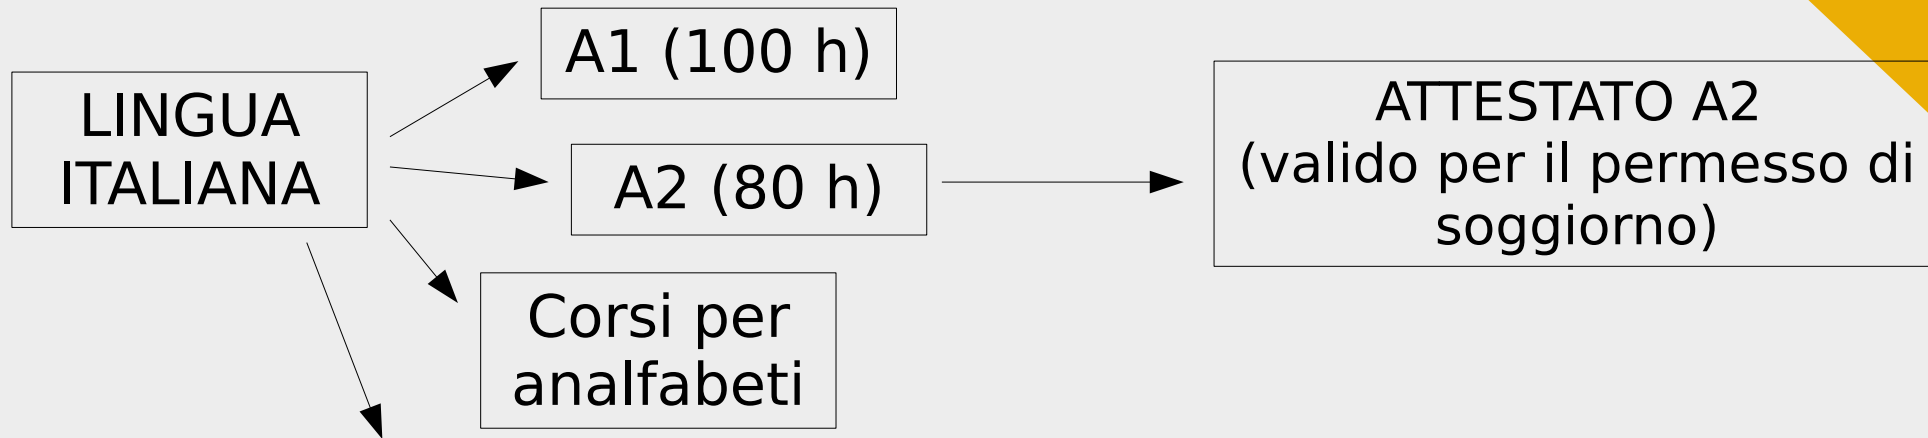 LINGUA
ITALIANA
A1 (100 h)
A2 (80 h)
Corsi per
analfabeti
ATTESTATO A2
(valido per il permesso di
soggiorno)